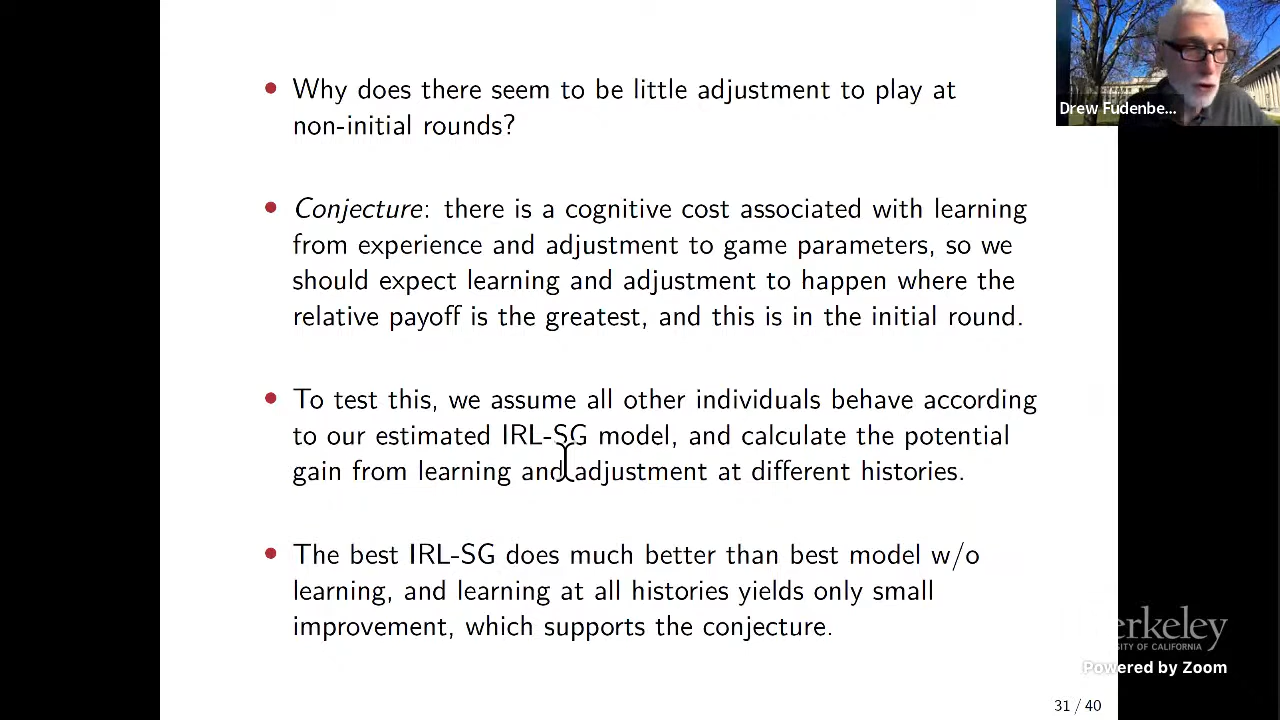 Drew Fudenbe...
• Why does there seem to be little adjustment to play at
non-initial rounds?
• Conjecture: there is a cognitive cost associated with learning
from experience and adjustment to game parameters, so we
should expect learning and adjustment to happen where the
relative payoff is the greatest, and this is in the initial round.
• To test this, we assume all other individuals behave according
to our estimated IRL-SG model, and calculate the potential
gain from learning and adjustment at different histories.
• The best IRL-SG does much better than best model w/o
learning, and learning at all histories yields only small
improvement, which supports the conjecture.
erkeley
SITY OF CALIFORNIA
Powered by Zoom
31 / 40